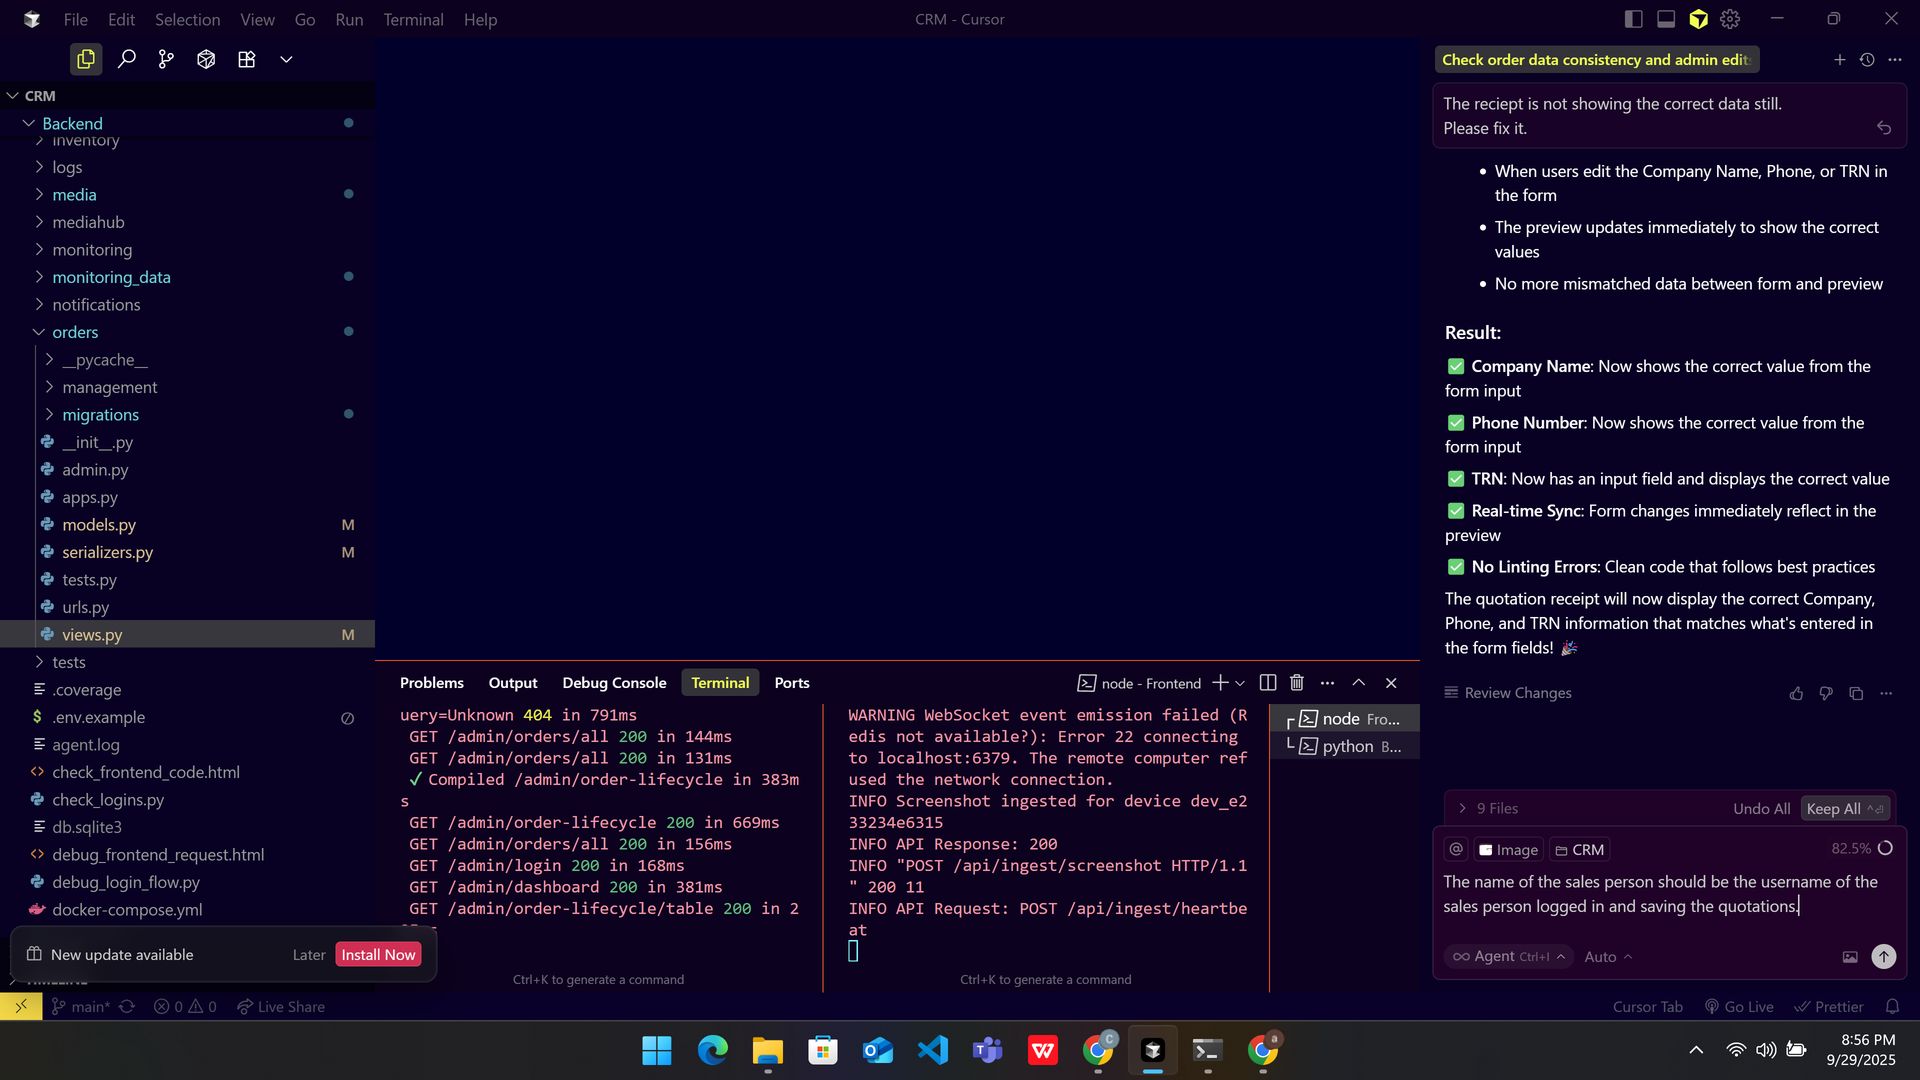 File Edit Selection View Go Run Terminal Help
CRM - Cursor
CRM
Backend
inventory
logs
media
mediahub
monitoring
monitoring_data
notifications
orders
__pycache__
management
migrations
__init__.py
admin.py
apps.py
models.py M
serializers.py M
tests.py
urls.py
views.py M
tests
.coverage
.env.example
agent.log
check_frontend_code.html
check_logins.py
db.sqlite3
debug_frontend_request.html
debug_login_flow.py
docker-compose.yml
New update available Later Install Now
TIMELINE
Problems Output Debug Console Terminal Ports
node - Frontend
uery=Unknown 404 in 791ms
GET /admin/orders/all 200 in 144ms
GET /admin/orders/all 200 in 131ms
✓ Compiled /admin/order-lifecycle in 383m
s
GET /admin/order-lifecycle 200 in 669ms
GET /admin/orders/all 200 in 156ms
GET /admin/login 200 in 168ms
GET /admin/dashboard 200 in 381ms
GET /admin/order-lifecycle/table 200 in 2
Ctrl+K to generate a command
WARNING WebSocket event emission failed (R
edis not available?): Error 22 connecting
to localhost:6379. The remote computer ref
used the network connection.
INFO Screenshot ingested for device dev_e2
33234e6315
INFO API Response: 200
INFO "POST /api/ingest/screenshot HTTP/1.1
" 200 11
INFO API Request: POST /api/ingest/heartbe
at
Ctrl+K to generate a command
node Fro...
python B...
Check order data consistency and admin edit
The reciept is not showing the correct data still.
Please fix it.
• When users edit the Company Name, Phone, or TRN in
the form
• The preview updates immediately to show the correct
values
• No more mismatched data between form and preview
Result:
✅ Company Name: Now shows the correct value from the
form input
✅ Phone Number: Now shows the correct value from the
form input
✅ TRN: Now has an input field and displays the correct value
✅ Real-time Sync: Form changes immediately reflect in the
preview
✅ No Linting Errors: Clean code that follows best practices
The quotation receipt will now display the correct Company,
Phone, and TRN information that matches what's entered in
the form fields! 🎉
Review Changes
9 Files Undo All Keep All
@ Image CRM 82.5%
The name of the sales person should be the username of the
sales person logged in and saving the quotations.
Agent Ctrl+I Auto
main* 0 0 Live Share
Cursor Tab Go Live Prettier
8:56 PM
9/29/2025